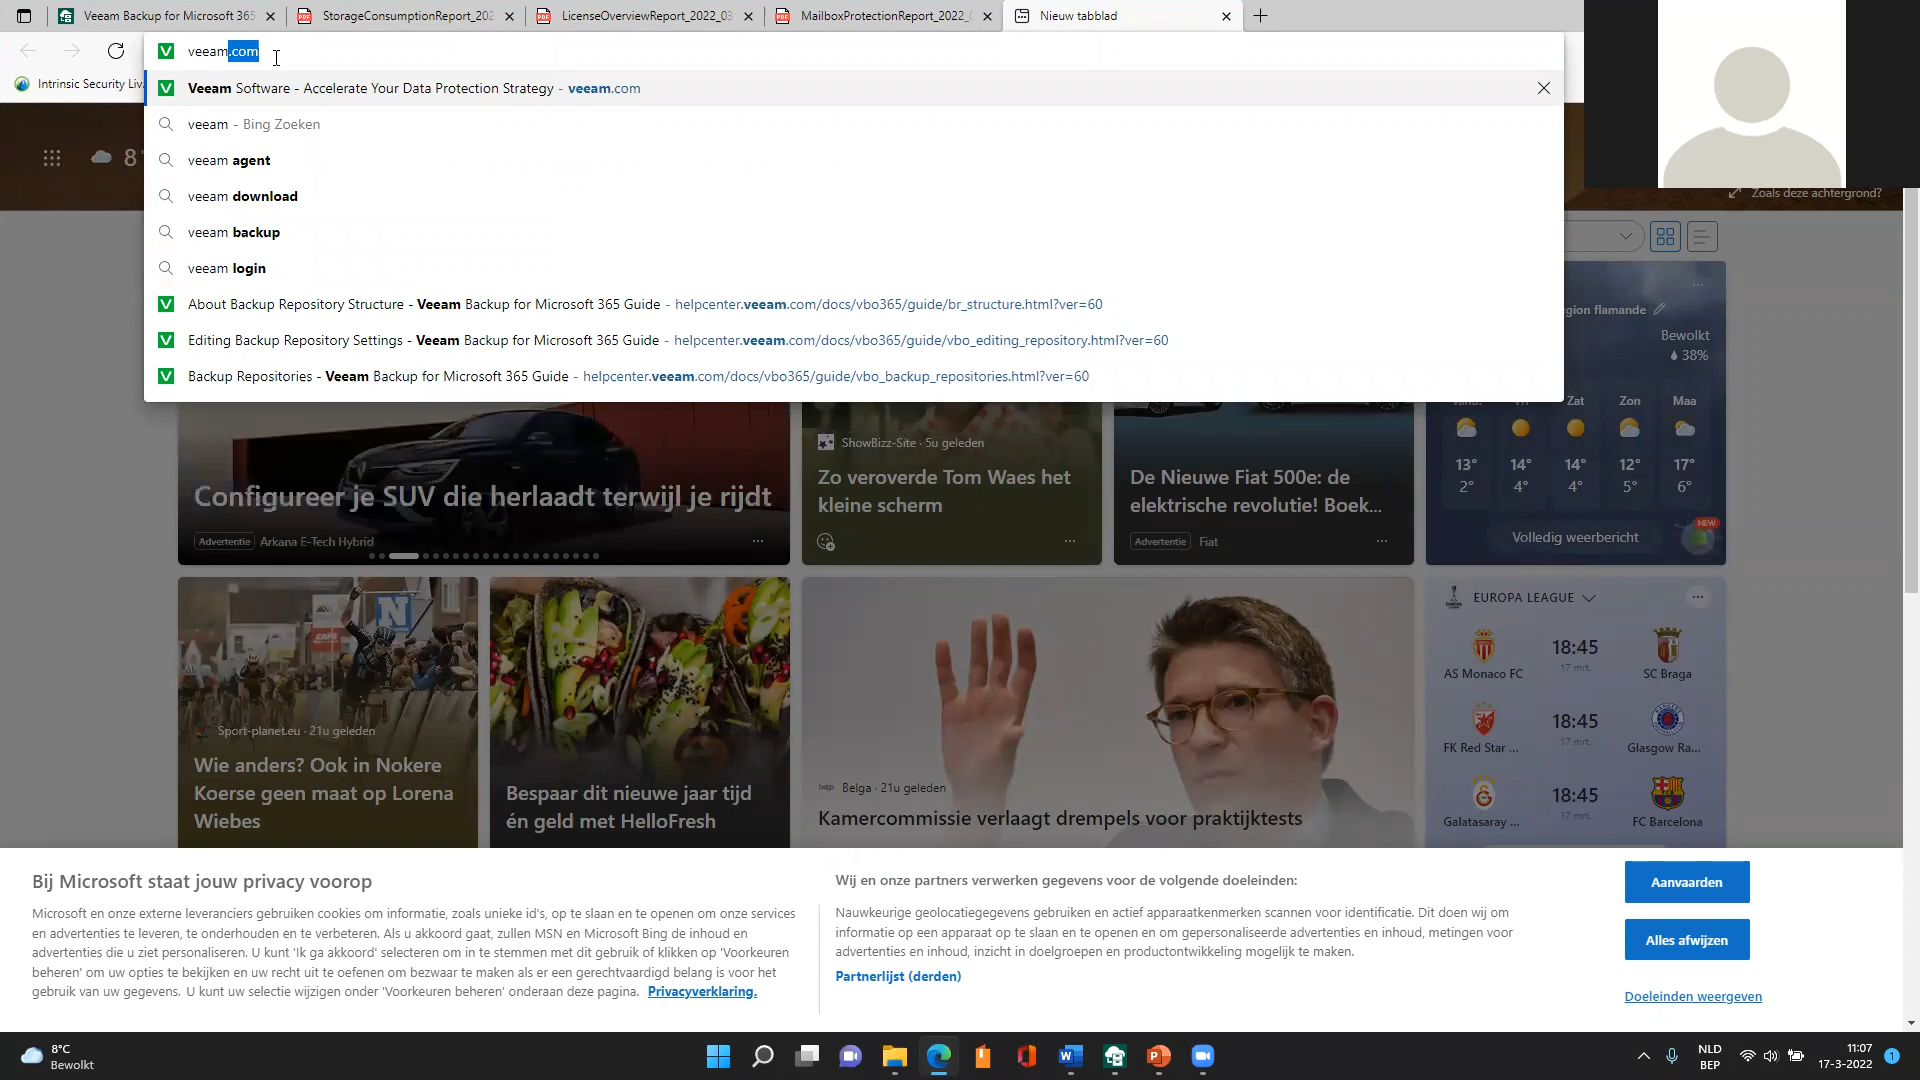 Veeam Backup for Microsoft 365
StorageConsumptionReport_202
LicenseOverviewReport_2022_03
MailboxProtectionReport_2022_
Nieuw tabblad
veeam.com
Intrinsic Security Liv
Veeam Software - Accelerate Your Data Protection Strategy - veeam.com
veeam - Bing Zoeken
veeam agent
veeam download
veeam backup
veeam login
About Backup Repository Structure - Veeam Backup for Microsoft 365 Guide - helpcenter.veeam.com/docs/vbo365/guide/br_structure.html?ver=60
Editing Backup Repository Settings - Veeam Backup for Microsoft 365 Guide - helpcenter.veeam.com/docs/vbo365/guide/vbo_editing_repository.html?ver=60
Backup Repositories - Veeam Backup for Microsoft 365 Guide - helpcenter.veeam.com/docs/vbo365/guide/vbo_backup_repositories.html?ver=60
8°
Zoals deze achtergrond?
gion flamande
Bewolkt
38%
Zat Zon Maa
13° 14° 14° 12° 17°
2° 4° 4° 5° 6°
NEW
Volledig weerbericht
Configureer je SUV die herlaadt terwijl je rijdt
Advertentie Arkana E-Tech Hybrid
ShowBizz-Site · 5u geleden
Zo veroverde Tom Waes het
kleine scherm
De Nieuwe Fiat 500e: de
elektrische revolutie! Boek...
Advertentie Fiat
N
Sport-planet.eu · 21u geleden
Wie anders? Ook in Nokere
Koerse geen maat op Lorena
Wiebes
Bespaar dit nieuwe jaar tijd
én geld met HelloFresh
Belga · 21u geleden
Kamercommissie verlaagt drempels voor praktijktests
EUROPA LEAGUE
18:45
17 mrt.
AS Monaco FC
SC Braga
18:45
17 mrt.
FK Red Star ...
Glasgow Ra...
18:45
17 mrt.
Galatasaray ...
FC Barcelona
Bij Microsoft staat jouw privacy voorop
Microsoft en onze externe leveranciers gebruiken cookies om informatie, zoals unieke id's, op te slaan en te openen om onze services
en advertenties te leveren, te onderhouden en te verbeteren. Als u akkoord gaat, zullen MSN en Microsoft Bing de inhoud en
advertenties die u ziet personaliseren. U kunt 'Ik ga akkoord' selecteren om in te stemmen met dit gebruik of klikken op 'Voorkeuren
beheren' om uw opties te bekijken en uw recht uit te oefenen om bezwaar te maken als er een gerechtvaardigd belang is voor het
gebruik van uw gegevens. U kunt uw selectie wijzigen onder 'Voorkeuren beheren' onderaan deze pagina. Privacyverklaring.
Wij en onze partners verwerken gegevens voor de volgende doeleinden:
Nauwkeurige geolocatiegegevens gebruiken en actief apparaatkenmerken scannen voor identificatie. Dit doen wij om
informatie op een apparaat op te slaan en te openen en om gepersonaliseerde advertenties en inhoud, metingen voor
advertenties en inhoud, inzicht in doelgroepen en productontwikkeling mogelijk te maken.
Partnerlijst (derden)
Aanvaarden
Alles afwijzen
Doeleinden weergeven
8°C
Bewolkt
NLD
BEP
11:07
17-3-2022
1